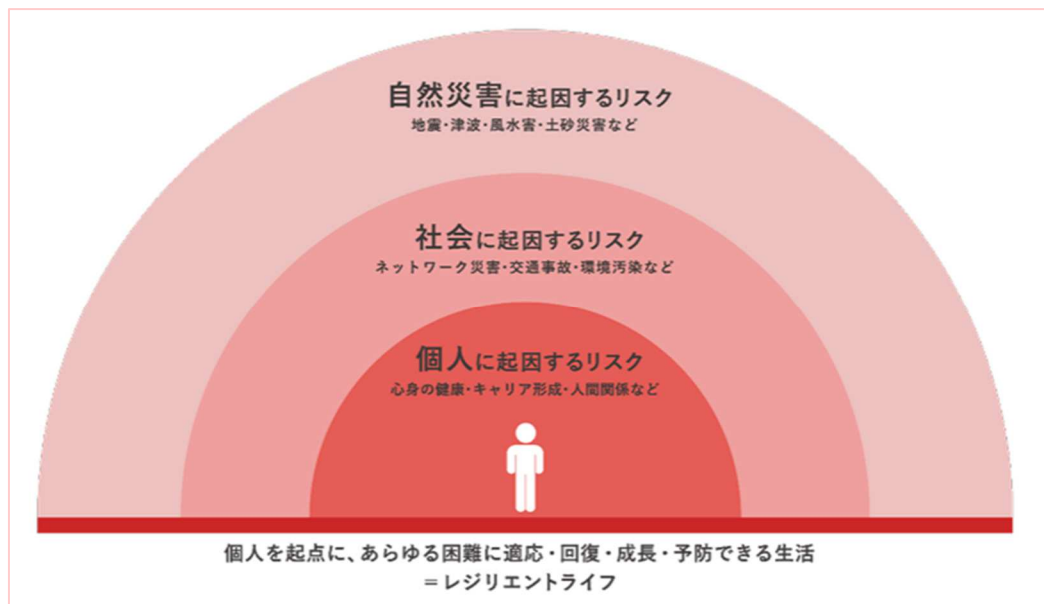 自然災害に起因するリスク
地震・津波・風水害・土砂災害など
社会に起因するリスク
ネットワーク災害・交通事故・環境汚染など
個人に起因するリスク
心身の健康・キャリア形成・人間関係など
個人を起点に、あらゆる困難に適応・回復・成長・予防できる生活
＝レジリエントライフ